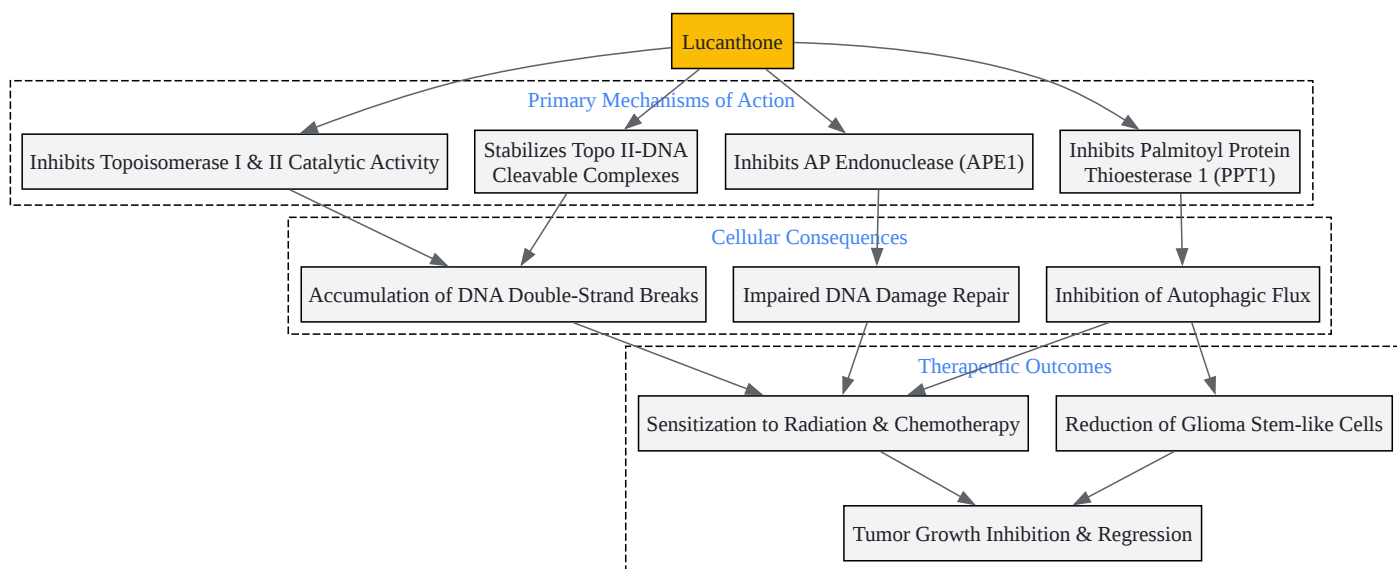 Lucanthone
Primary Mechanisms of Action
Inhibits Topoisomerase I & II Catalytic Activity
Stabilizes Topo II-DNA
Cleavable Complexes
Inhibits AP Endonuclease (APE1)
Inhibits Palmitoyl Protein
Thioesterase 1 (PPT1)
Cellular Consequences
Accumulation of DNA Double-Strand Breaks
Impaired DNA Damage Repair
Inhibition of Autophagic Flux
Therapeutic Outcomes
Sensitization to Radiation & Chemotherapy
Reduction of Glioma Stem-like Cells
Tumor Growth Inhibition & Regression